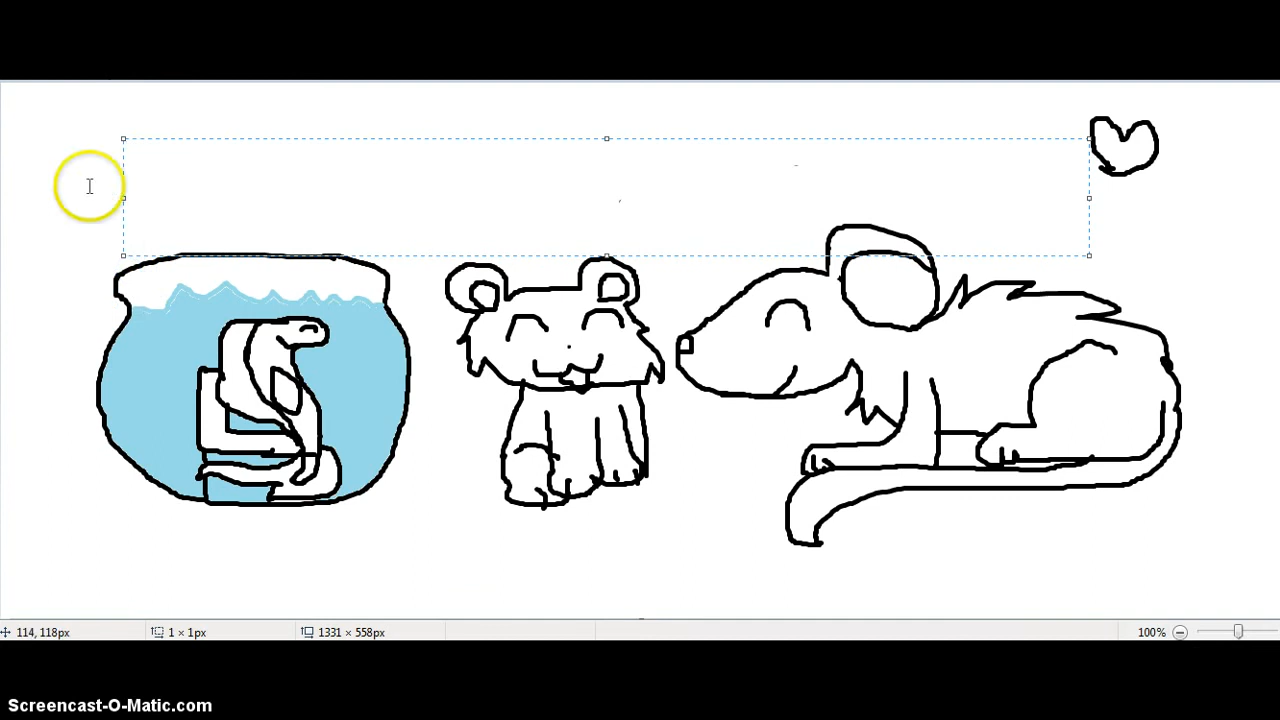 114, 118px 1 × 1px 1331 × 558px 100%
Screencast-O-Matic.com